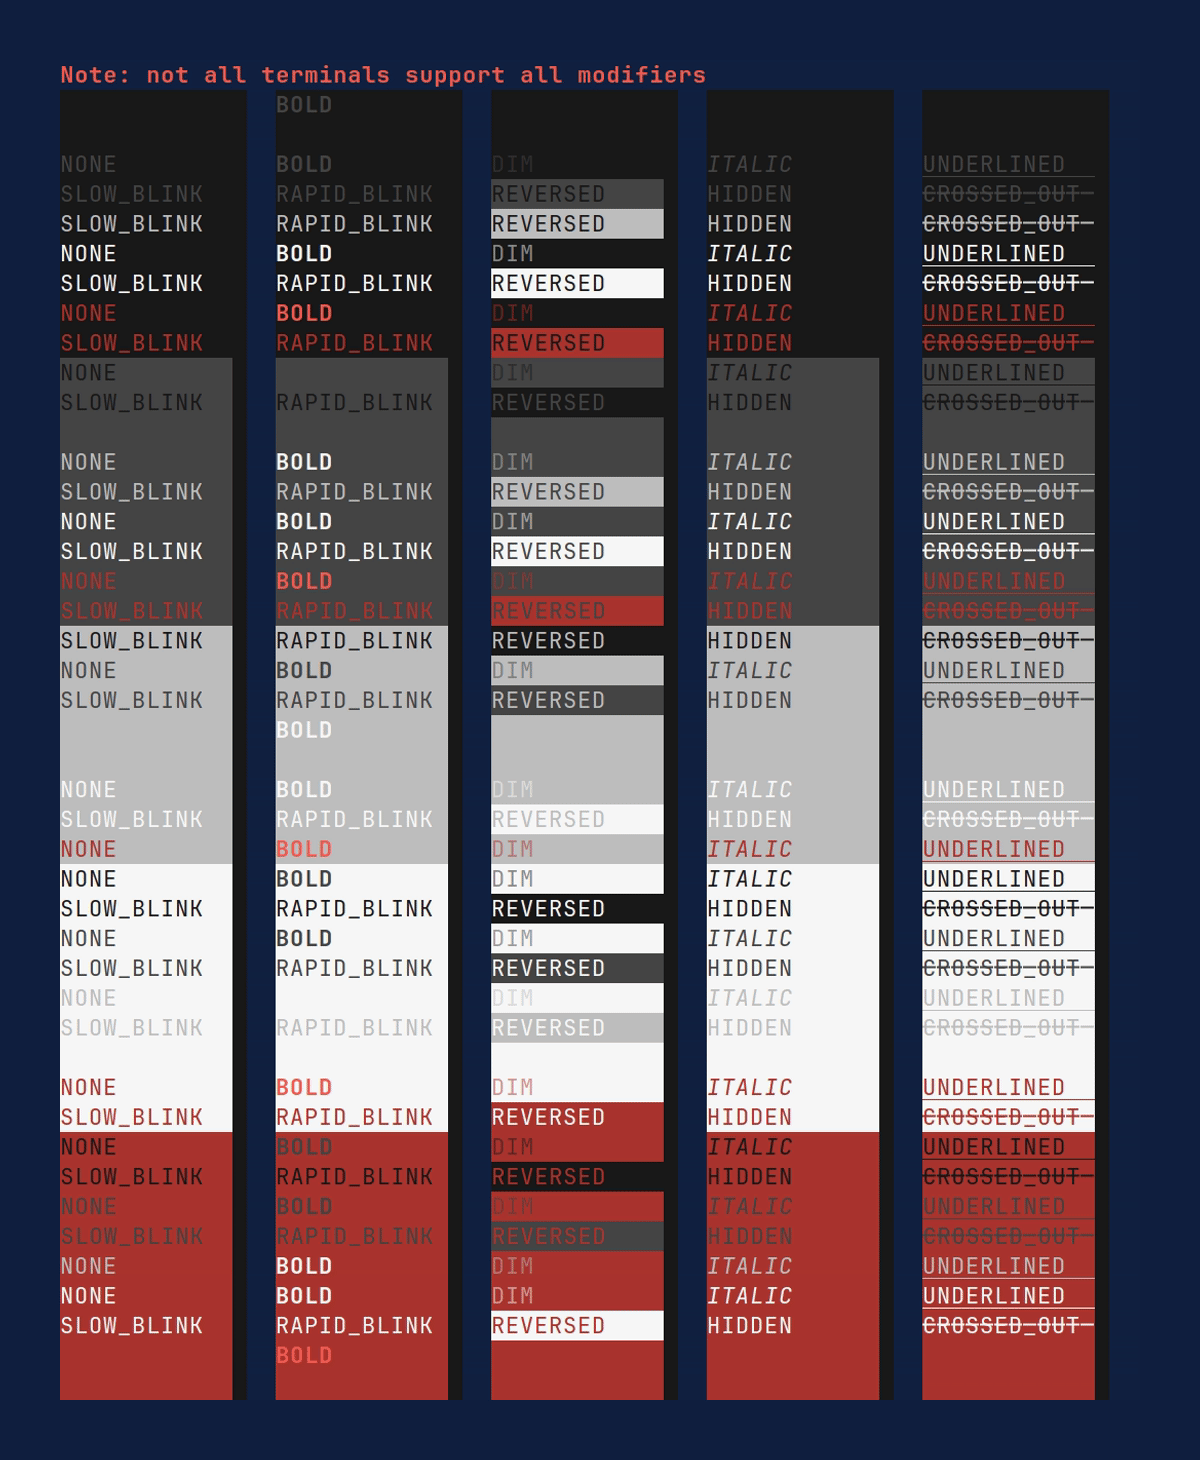 Note: not all terminals support all modifiers
BOLD
NONE BOLD DIM ITALIC UNDERLINED
SLOW_BLINK RAPID_BLINK REVERSED HIDDEN CROSSED_OUT
SLOW_BLINK RAPID_BLINK REVERSED HIDDEN CROSSED_OUT
NONE BOLD DIM ITALIC UNDERLINED
SLOW_BLINK RAPID_BLINK REVERSED HIDDEN CROSSED_OUT
NONE BOLD DIM ITALIC UNDERLINED
SLOW_BLINK RAPID_BLINK REVERSED HIDDEN CROSSED_OUT
NONE DIM ITALIC UNDERLINED
SLOW_BLINK RAPID_BLINK REVERSED HIDDEN CROSSED_OUT
NONE BOLD DIM ITALIC UNDERLINED
SLOW_BLINK RAPID_BLINK REVERSED HIDDEN CROSSED_OUT
NONE BOLD DIM ITALIC UNDERLINED
SLOW_BLINK RAPID_BLINK REVERSED HIDDEN CROSSED_OUT
NONE BOLD DIM ITALIC UNDERLINED
SLOW_BLINK RAPID_BLINK REVERSED HIDDEN CROSSED_OUT
SLOW_BLINK RAPID_BLINK REVERSED HIDDEN CROSSED_OUT
NONE BOLD DIM ITALIC UNDERLINED
SLOW_BLINK RAPID_BLINK REVERSED HIDDEN CROSSED_OUT
BOLD
NONE BOLD DIM ITALIC UNDERLINED
SLOW_BLINK RAPID_BLINK REVERSED HIDDEN CROSSED_OUT
NONE BOLD DIM ITALIC UNDERLINED
NONE BOLD DIM ITALIC UNDERLINED
SLOW_BLINK RAPID_BLINK REVERSED HIDDEN CROSSED_OUT
NONE BOLD DIM ITALIC UNDERLINED
SLOW_BLINK RAPID_BLINK REVERSED HIDDEN CROSSED_OUT
NONE DIM ITALIC UNDERLINED
SLOW_BLINK RAPID_BLINK REVERSED HIDDEN CROSSED_OUT
NONE BOLD DIM ITALIC UNDERLINED
SLOW_BLINK RAPID_BLINK REVERSED HIDDEN CROSSED_OUT
NONE BOLD DIM ITALIC UNDERLINED
SLOW_BLINK RAPID_BLINK REVERSED HIDDEN CROSSED_OUT
NONE BOLD DIM ITALIC UNDERLINED
SLOW_BLINK RAPID_BLINK REVERSED HIDDEN CROSSED_OUT
NONE BOLD DIM ITALIC UNDERLINED
NONE BOLD DIM ITALIC UNDERLINED
SLOW_BLINK RAPID_BLINK REVERSED HIDDEN CROSSED_OUT
BOLD